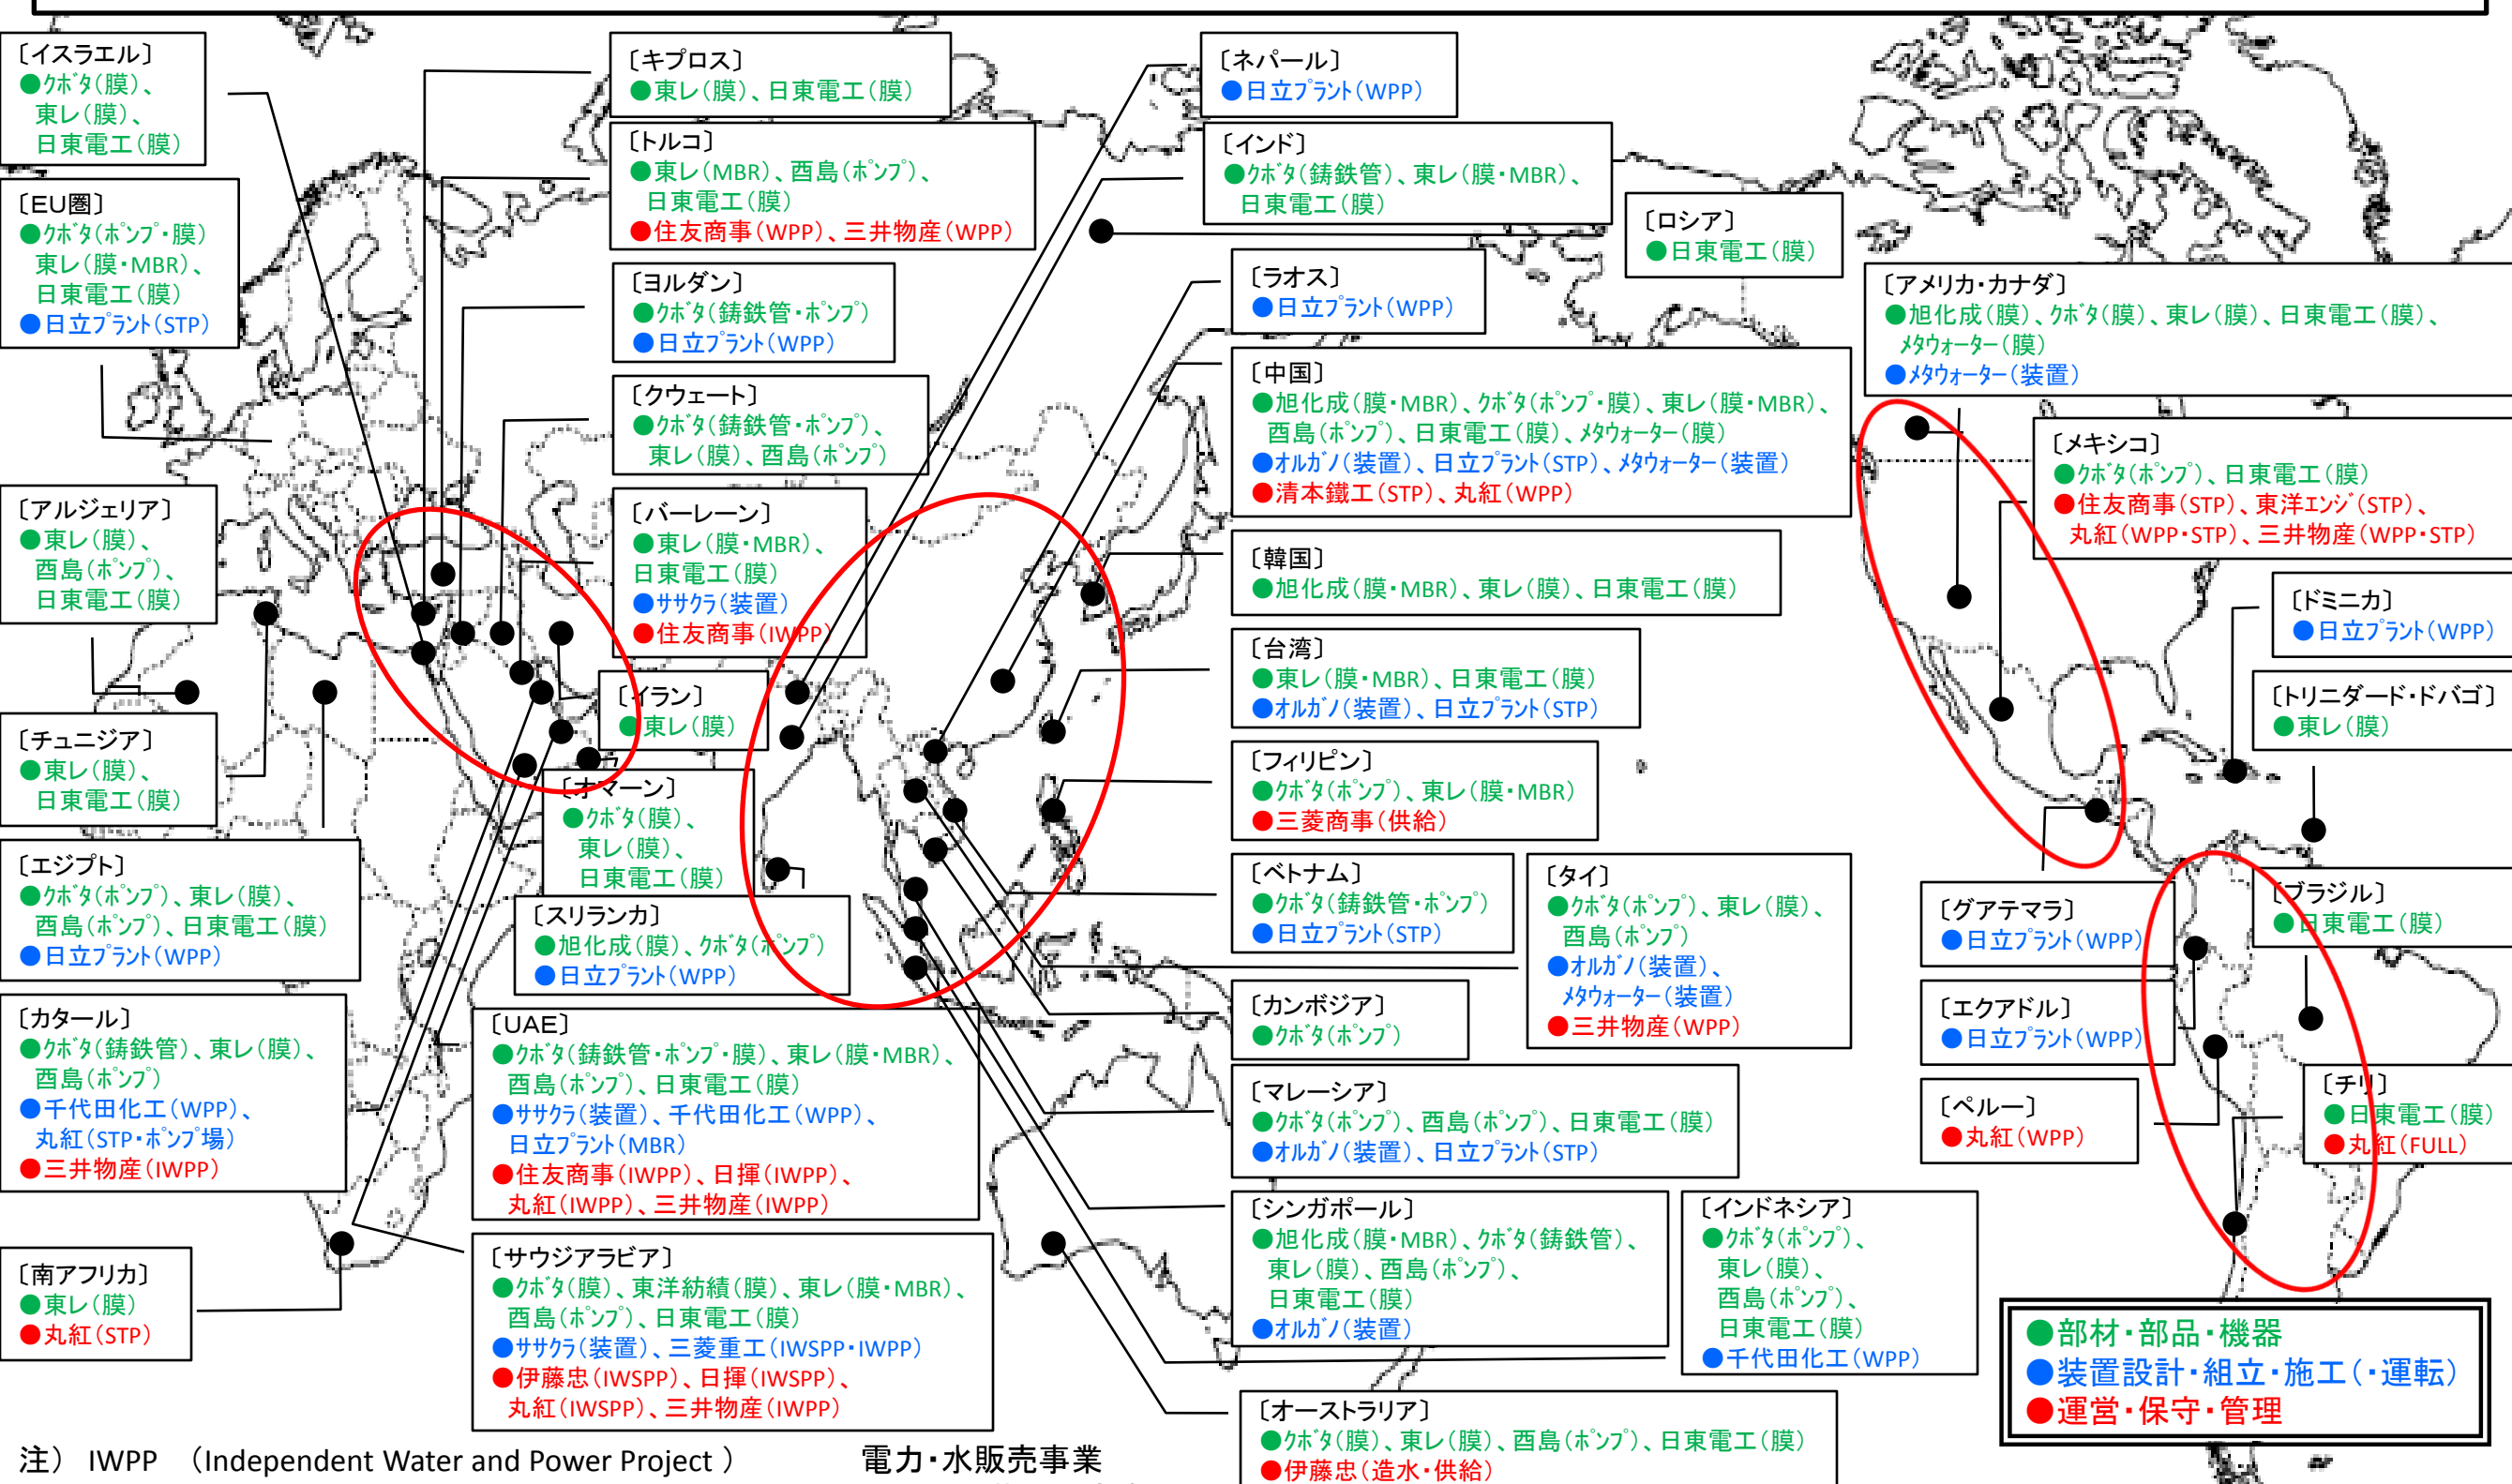 〔イスラエル〕
●ｸﾎﾞﾀ(膜)、
東レ(膜)、
日東電工(膜)
〔EU圏〕
●ｸﾎﾞﾀ(ﾎﾟﾝﾌﾟ・膜)
東レ(膜・MBR)、
日東電工(膜)
●日立ﾌﾟﾗﾝﾄ(STP)
〔アルジェリア〕
●東レ(膜)、
酉島(ﾎﾟﾝﾌﾟ)、
日東電工(膜)
〔チュニジア〕
●東レ(膜)、
日東電工(膜)
〔エジプト〕
●ｸﾎﾞﾀ(ﾎﾟﾝﾌﾟ)、東レ(膜)、
酉島(ﾎﾟﾝﾌﾟ)、日東電工(膜)
●日立ﾌﾟﾗﾝﾄ(WPP)
〔カタール〕
●ｸﾎﾞﾀ(鋳鉄管)、東レ(膜)、
酉島(ﾎﾟﾝﾌﾟ)
●千代田化工(WPP)、
丸紅(STP・ﾎﾟﾝﾌﾟ場)
●三井物産(IWPP)
〔南アフリカ〕
●東レ(膜)
●丸紅(STP)
〔キプロス〕
●東レ(膜)、日東電工(膜)
〔トルコ〕
●東レ(MBR)、酉島(ﾎﾟﾝﾌﾟ)、
日東電工(膜)
●住友商事(WPP)、三井物産(WPP)
〔ヨルダン〕
●ｸﾎﾞﾀ(鋳鉄管・ﾎﾟﾝﾌﾟ)
●日立ﾌﾟﾗﾝﾄ(WPP)
〔クウェート〕
●ｸﾎﾞﾀ(鋳鉄管・ﾎﾟﾝﾌﾟ)、
東レ(膜)、酉島(ﾎﾟﾝﾌﾟ)
〔バーレーン〕
●東レ(膜・MBR)、
日東電工(膜)
●ササクラ(装置)
●住友商事(IWPP)
〔イラン〕
●東レ(膜)
〔オマーン〕
●ｸﾎﾞﾀ(膜)、
東レ(膜)、
日東電工(膜)
〔スリランカ〕
●旭化成(膜)、ｸﾎﾞﾀ(ﾎﾟﾝﾌﾟ)
●日立ﾌﾟﾗﾝﾄ(WPP)
〔UAE〕
●ｸﾎﾞﾀ(鋳鉄管・ﾎﾟﾝﾌﾟ・膜)、東レ(膜・MBR)、
酉島(ﾎﾟﾝﾌﾟ)、日東電工(膜)
●ササクラ(装置)、千代田化工(WPP)、
日立ﾌﾟﾗﾝﾄ(MBR)
●住友商事(IWPP)、日揮(IWPP)、
丸紅(IWPP)、三井物産(IWPP)
〔サウジアラビア〕
●ｸﾎﾞﾀ(膜)、東洋紡績(膜)、東レ(膜・MBR)、
酉島(ﾎﾟﾝﾌﾟ)、日東電工(膜)
●ササクラ(装置)、三菱重工(IWSPP・IWPP)
●伊藤忠(IWSPP)、日揮(IWSPP)、
丸紅(IWSPP)、三井物産(IWPP)
〔ネパール〕
●日立ﾌﾟﾗﾝﾄ(WPP)
〔インド〕
●ｸﾎﾞﾀ(鋳鉄管)、東レ(膜・MBR)、
日東電工(膜)
〔ロシア〕
●日東電工(膜)
〔ラオス〕
●日立ﾌﾟﾗﾝﾄ(WPP)
〔中国〕
●旭化成(膜・MBR)、ｸﾎﾞﾀ(ﾎﾟﾝﾌﾟ・膜)、東レ(膜・MBR)、
酉島(ﾎﾟﾝﾌﾟ)、日東電工(膜)、ﾒﾀｳｫｰﾀｰ(膜)
●ｵﾙｶﾞﾉ(装置)、日立ﾌﾟﾗﾝﾄ(STP)、ﾒﾀｳｫｰﾀｰ(装置)
●清本鐵工(STP)、丸紅(WPP)
〔韓国〕
●旭化成(膜・MBR)、東レ(膜)、日東電工(膜)
〔台湾〕
●東レ(膜・MBR)、日東電工(膜)
●ｵﾙｶﾞﾉ(装置)、日立ﾌﾟﾗﾝﾄ(STP)
〔フィリピン〕
●ｸﾎﾞﾀ(ﾎﾟﾝﾌﾟ)、東レ(膜・MBR)
●三菱商事(供給)
〔ベトナム〕
●ｸﾎﾞﾀ(鋳鉄管・ﾎﾟﾝﾌﾟ)
●日立ﾌﾟﾗﾝﾄ(STP)
〔タイ〕
●ｸﾎﾞﾀ(ﾎﾟﾝﾌﾟ)、東レ(膜)、
酉島(ﾎﾟﾝﾌﾟ)
●ｵﾙｶﾞﾉ(装置)、
ﾒﾀｳｫｰﾀｰ(装置)
●三井物産(WPP)
〔カンボジア〕
●ｸﾎﾞﾀ(ﾎﾟﾝﾌﾟ)
〔マレーシア〕
●ｸﾎﾞﾀ(ﾎﾟﾝﾌﾟ)、酉島(ﾎﾟﾝﾌﾟ)、日東電工(膜)
●ｵﾙｶﾞﾉ(装置)、日立ﾌﾟﾗﾝﾄ(STP)
〔シンガポール〕
●旭化成(膜・MBR)、ｸﾎﾞﾀ(鋳鉄管)、
東レ(膜)、酉島(ﾎﾟﾝﾌﾟ)、
日東電工(膜)
●ｵﾙｶﾞﾉ(装置)
〔インドネシア〕
●ｸﾎﾞﾀ(ﾎﾟﾝﾌﾟ)、
東レ(膜)、
酉島(ﾎﾟﾝﾌﾟ)、
日東電工(膜)
●千代田化工(WPP)
〔オーストラリア〕
●ｸﾎﾞﾀ(膜)、東レ(膜)、酉島(ﾎﾟﾝﾌﾟ)、日東電工(膜)
●伊藤忠(造水・供給)
〔アメリカ・カナダ〕
●旭化成(膜)、ｸﾎﾞﾀ(膜)、東レ(膜)、日東電工(膜)、
ﾒﾀｳｫｰﾀｰ(膜)
●ﾒﾀｳｫｰﾀｰ(装置)
〔メキシコ〕
●ｸﾎﾞﾀ(ﾎﾟﾝﾌﾟ)、日東電工(膜)
●住友商事(STP)、東洋ｴﾝｼﾞ(STP)、
丸紅(WPP・STP)、三井物産(WPP・STP)
〔ドミニカ〕
●日立ﾌﾟﾗﾝﾄ(WPP)
〔トリニダード・ドバゴ〕
●東レ(膜)
〔グアテマラ〕
●日立ﾌﾟﾗﾝﾄ(WPP)
〔ブラジル〕
●日東電工(膜)
〔エクアドル〕
●日立ﾌﾟﾗﾝﾄ(WPP)
〔ペルー〕
●丸紅(WPP)
〔チリ〕
●日東電工(膜)
●丸紅(FULL)
●部材・部品・機器
●装置設計・組立・施工(・運転)
●運営・保守・管理
注） IWPP （Independent Water and Power Project ） 電力・水販売事業